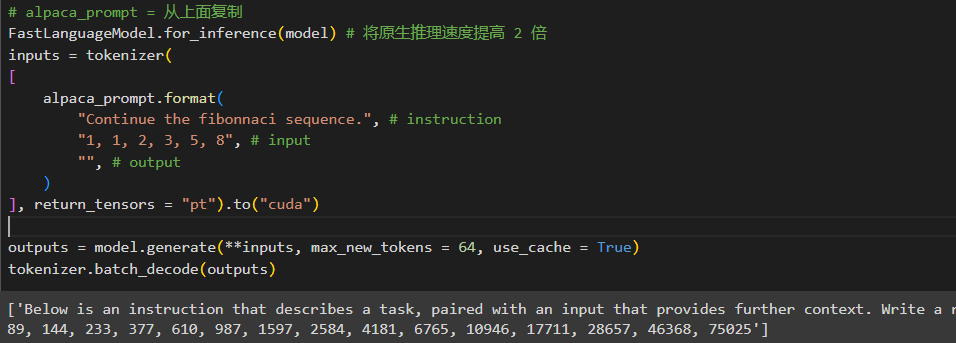 # alpaca_prompt = 从上面复制
FastLanguageModel.for_inference(model) # 将原生推理速度提高 2 倍
inputs = tokenizer(
[
    alpaca_prompt.format(
        "Continue the fibonnaci sequence.", # instruction
        "1, 1, 2, 3, 5, 8", # input
        "", # output
    )
], return_tensors = "pt").to("cuda")
outputs = model.generate(**inputs, max_new_tokens = 64, use_cache = True)
tokenizer.batch_decode(outputs)
['Below is an instruction that describes a task, paired with an input that provides further context. Write a
89, 144, 233, 377, 610, 987, 1597, 2584, 4181, 6765, 10946, 17711, 28657, 46368, 75025']